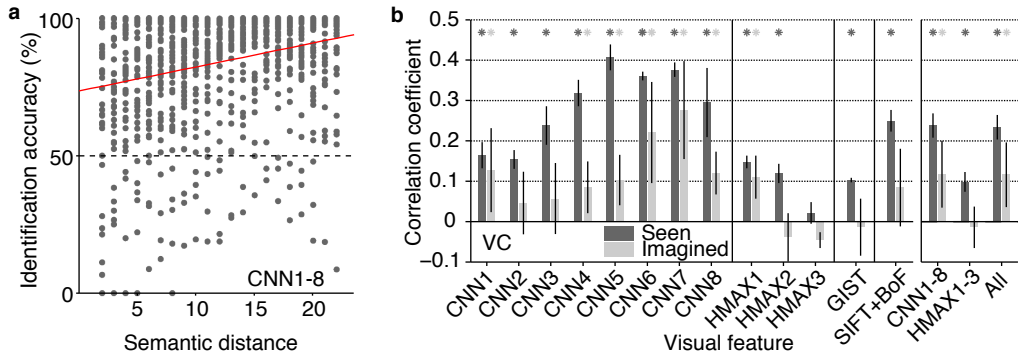 a
Identification accuracy (%)
100
50
0
5
10
15
20
CNN1-8
Semantic distance
b
Correlation coefficient
0.5
0.4
0.3
0.2
0.1
0
−0.1
* * * * * * * * * * * * * * * * * * * * * *
VC
Seen
Imagined
CNN1
CNN2
CNN3
CNN4
CNN5
CNN6
CNN7
CNN8
HMAX1
HMAX2
HMAX3
GIST
SIFT+BoF
CNN1-8
HMAX1-3
All
Visual feature